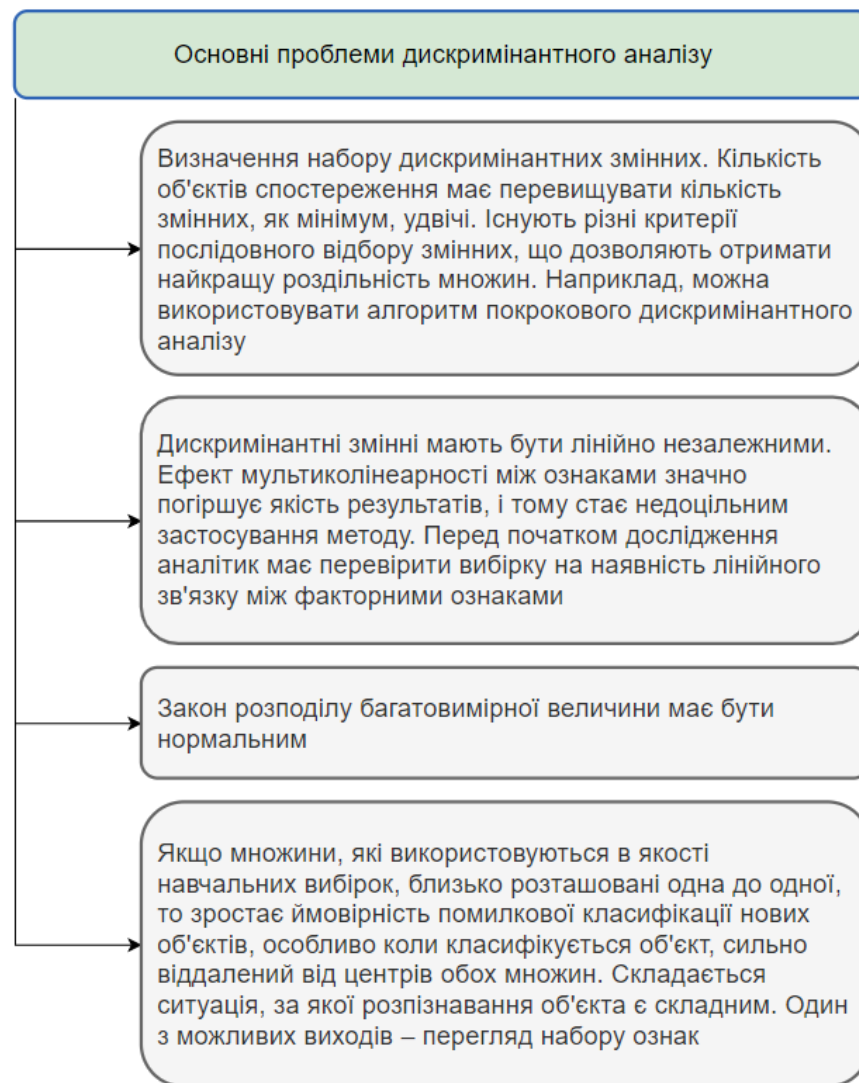 Основні проблеми дискримінантного аналізу
Визначення набору дискримінантних змінних. Кількість
об'єктів спостереження має перевищувати кількість
змінних, як мінімум, удвічі. Існують різні критерії
послідовного відбору змінних, що дозволяють отримати
найкращу роздільність множин. Наприклад, можна
використовувати алгоритм покрокового дискримінантного
аналізу
Дискримінантні змінні мають бути лінійно незалежними.
Ефект мультиколінеарності між ознаками значно
погіршує якість результатів, і тому стає недоцільним
застосування методу. Перед початком дослідження
аналітик має перевірити вибірку на наявність лінійного
зв'язку між факторними ознаками
Закон розподілу багатовимірної величини має бути
нормальним
Якщо множини, які використовуються в якості
навчальних вибірок, близько розташовані одна до одної,
то зростає ймовірність помилкової класифікації нових
об'єктів, особливо коли класифікується об'єкт, сильно
віддалений від центрів обох множин. Складається
ситуація, за якої розпізнавання об'єкта є складним. Один
з можливих виходів – перегляд набору ознак